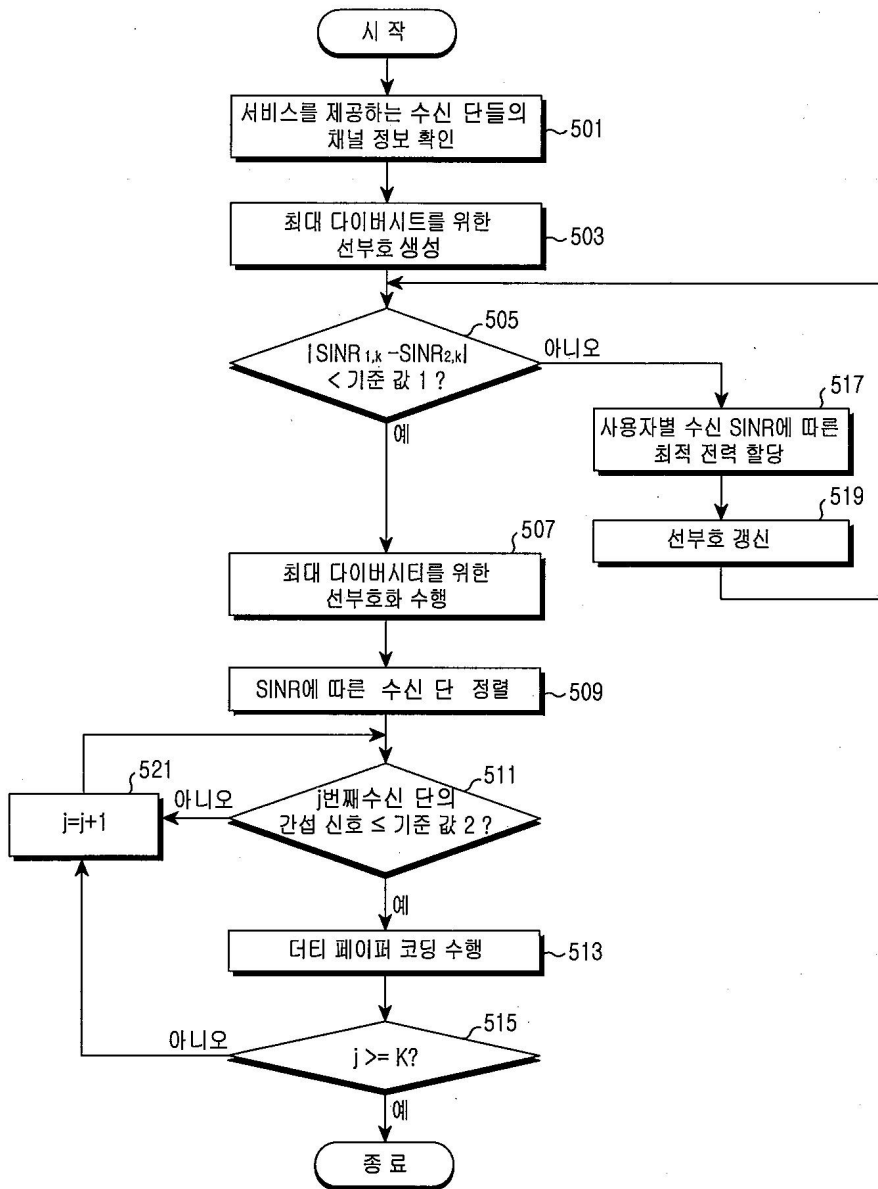 시 작
서비스를 제공하는 수신 단들의
채널 정보 확인
501
최대 다이버시트를 위한
선부호 생성
503
505
|SINR 1,k -SINR2,k|
< 기준 값 1 ?
아니오
예
517
사용자별 수신 SINR에 따른
최적 전력 할당
519
선부호 갱신
507
최대 다이버시티를 위한
선부호화 수행
SINR에 따른 수신 단 정렬
509
521
j=j+1
아니오
511
j번째수신 단의
간섭 신호 ≤ 기준 값 2 ?
예
더티 페이퍼 코딩 수행
513
아니오
515
j >= K?
예
종 료